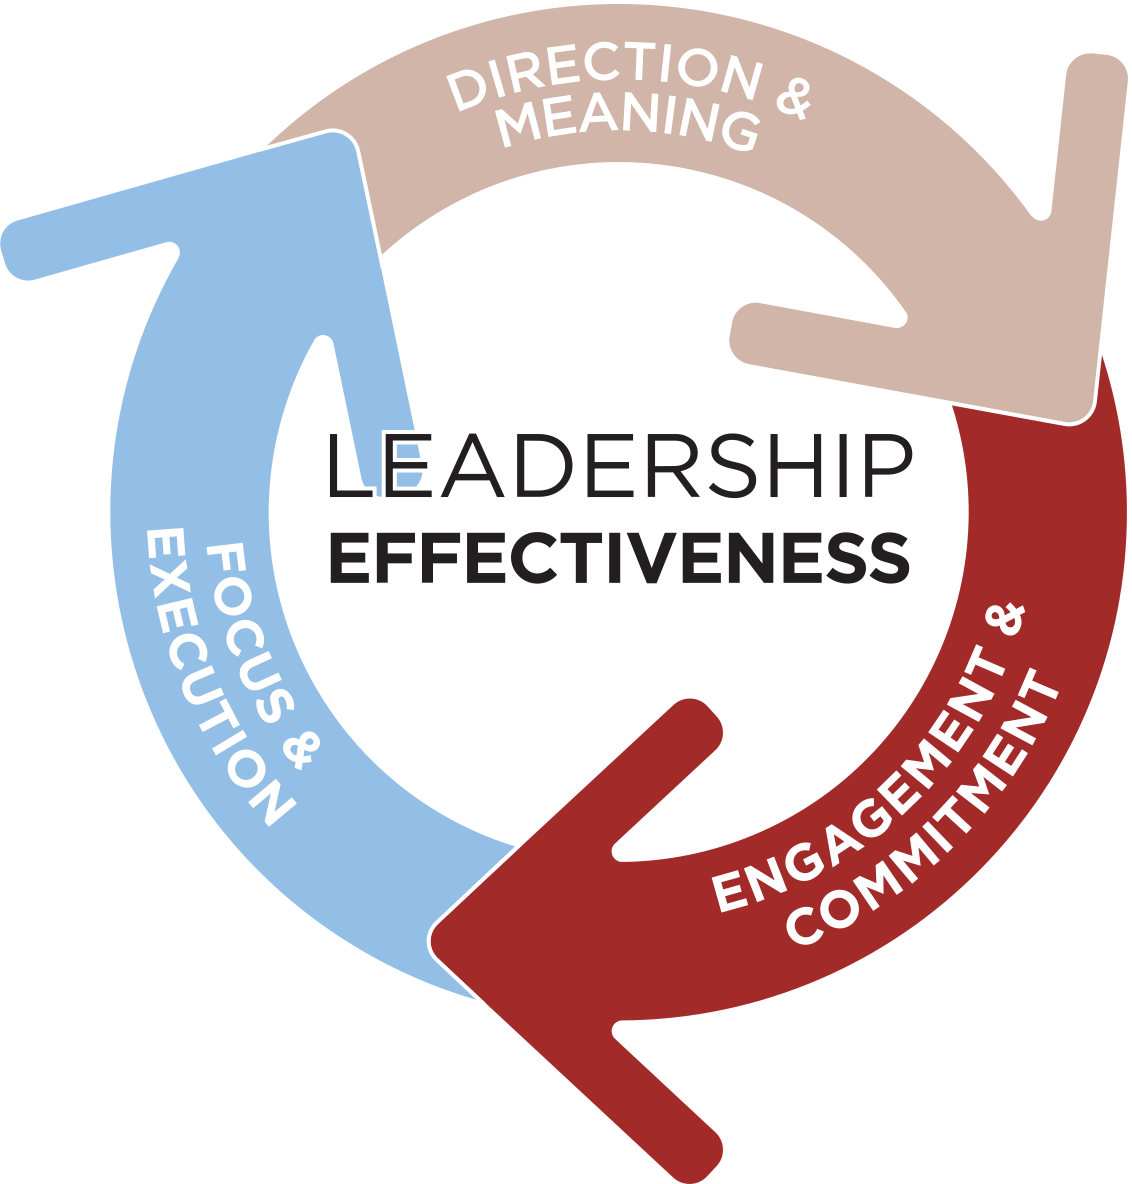 DIRECTION &
MEANING
LEADERSHIP
EFFECTIVENESS
ENGAGEMENT &
COMMITMENT
FOCUS &
EXECUTION